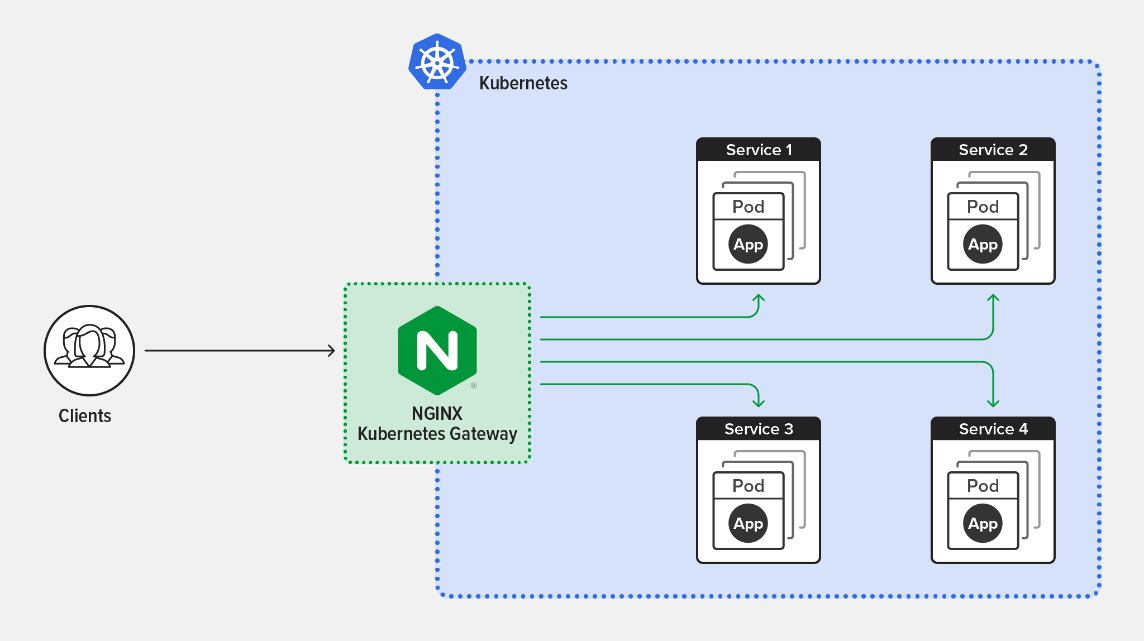 Kubernetes
Service 1
Pod
App
Service 2
Pod
App
Clients
N
®
NGINX
Kubernetes Gateway
Service 3
Pod
App
Service 4
Pod
App